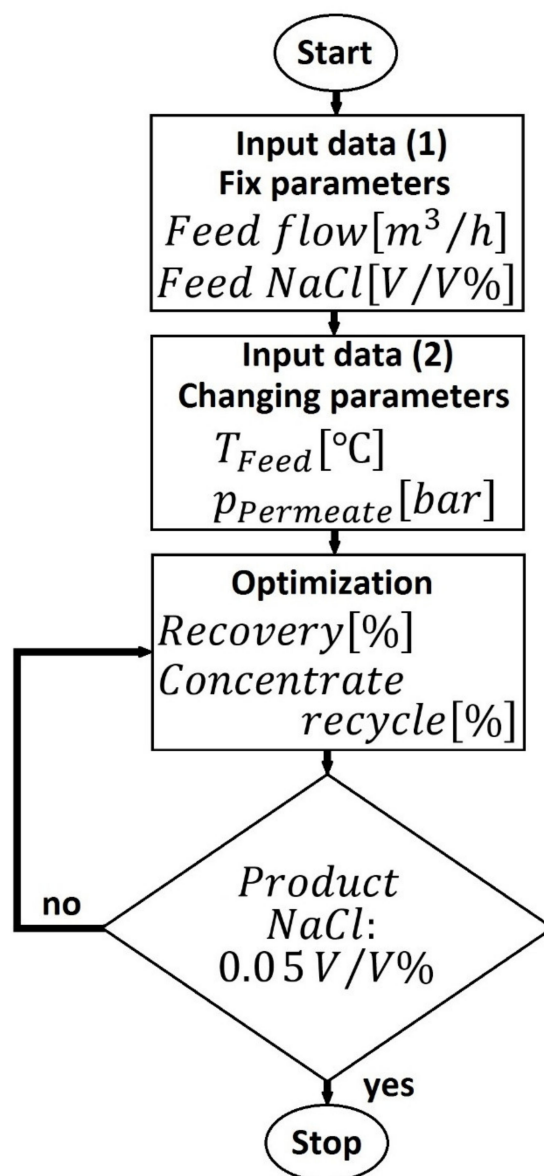 Start
Input data (1)
Fix parameters
Feed flow[m³/h]
Feed NaCl[V/V%]
Input data (2)
Changing parameters
T_Feed[°C]
p_Permeate[bar]
Optimization
Recovery[%]
Concentrate
recycle[%]
Product
NaCl:
0.05 V/V%
no
yes
Stop